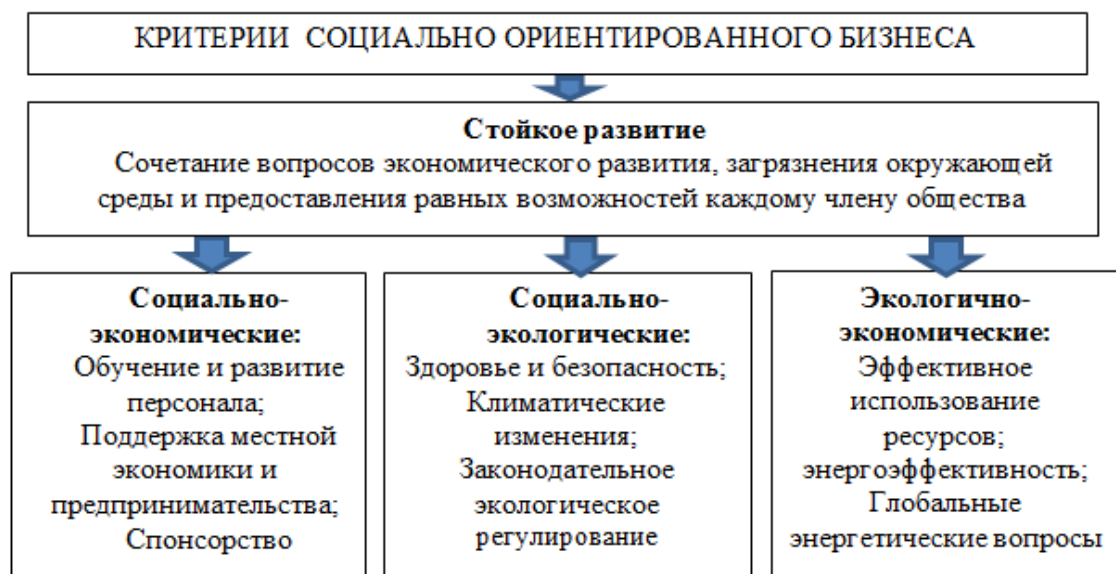 КРИТЕРИИ СОЦИАЛЬНО ОРИЕНТИРОВАННОГО БИЗНЕСА
Стойкое развитие
Сочетание вопросов экономического развития, загрязнения окружающей
среды и предоставления равных возможностей каждому члену общества
Социально-
экономические:
Обучение и развитие
персонала;
Поддержка местной
экономики и
предпринимательства;
Спонсорство
Социально-
экологические:
Здоровье и безопасность;
Климатические
изменения;
Законодательное
экологическое
регулирование
Экологично-
экономические:
Эффективное
использование
ресурсов;
энергоэффективность;
Глобальные
энергетические вопросы